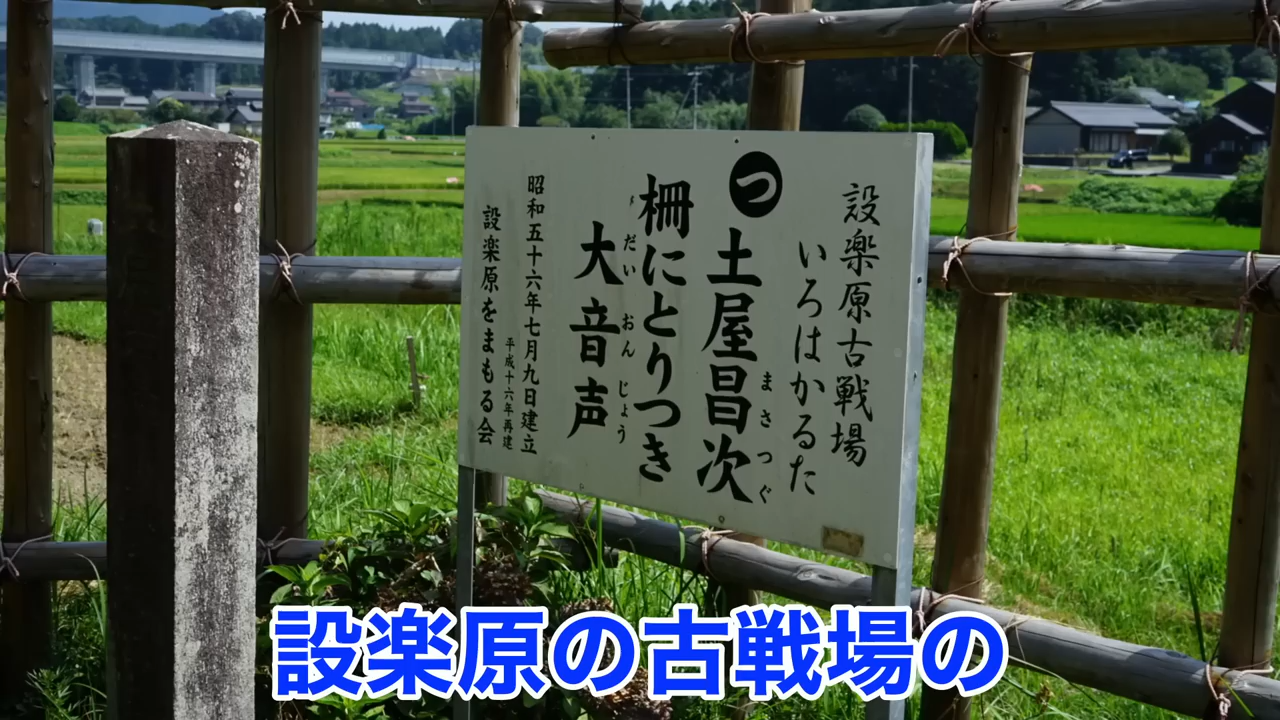 設楽原古戦場
いろはかるた
つ
土屋昌次
まさつぐ
柵にとりつき
大音声
だいおんじょう
昭和五十六年七月九日建立
平成十六年再建
設楽原をまもる会
設楽原の古戦場の